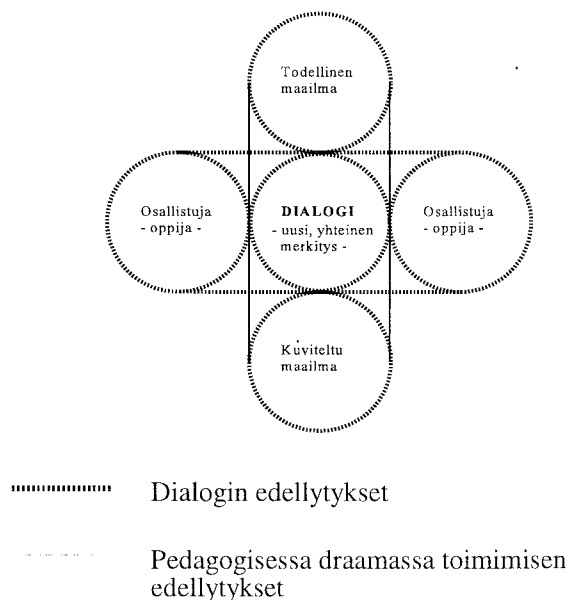 Todellinen
maailma
Osallistuja
- oppija -
DIALOGI
- uusi, yhteinen
merkitys -
Osallistuja
- oppija -
Kuviteltu
maailma
Dialogin edellytykset
Pedagogisessa draamassa toimimisen
edellytykset